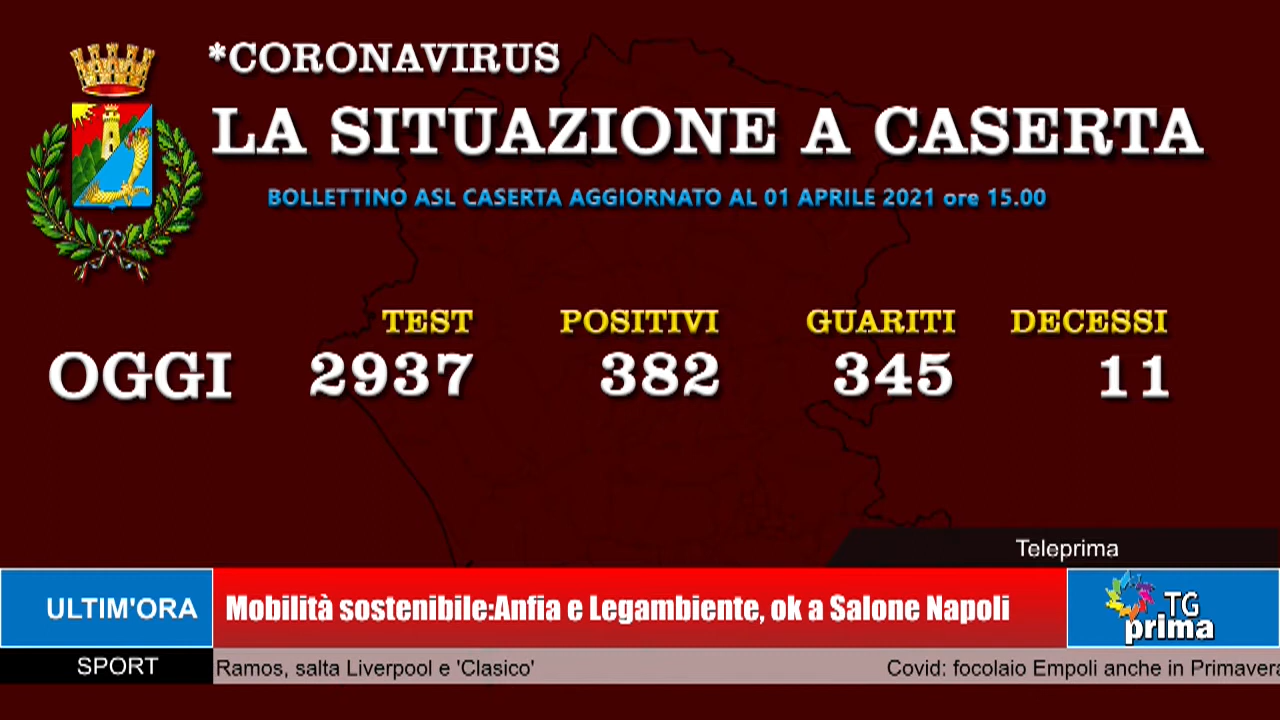 *CORONAVIRUS
LA SITUAZIONE A CASERTA
BOLLETTINO ASL CASERTA AGGIORNATO AL 01 APRILE 2021 ore 15.00
TEST POSITIVI GUARITI DECESSI
OGGI 2937 382 345 11
Teleprima
ULTIM'ORA Mobilità sostenibile:Anfia e Legambiente, ok a Salone Napoli
TG
prima
SPORT Ramos, salta Liverpool e 'Clasico' Covid: focolaio Empoli anche in Primavera